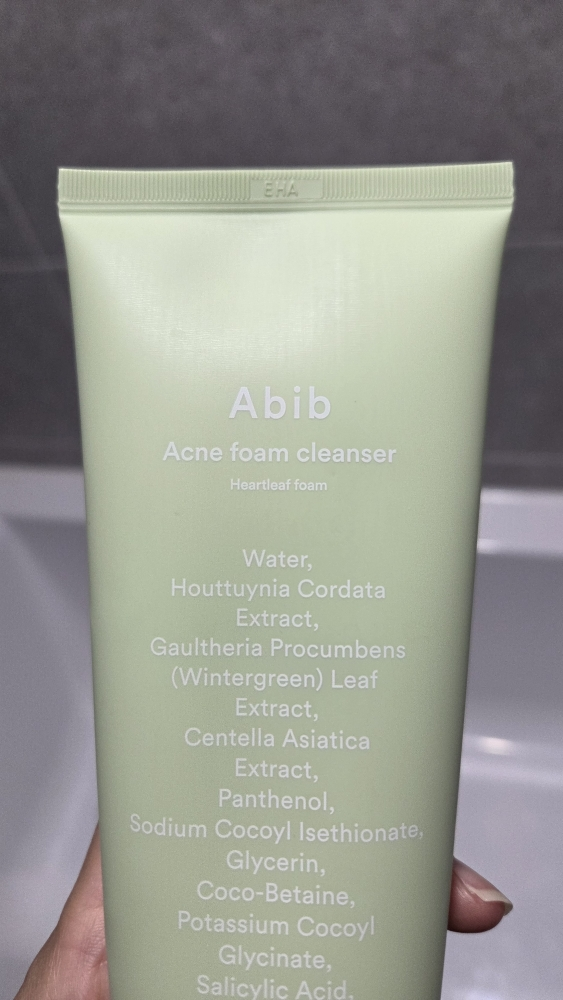 EHA
Abib
Acne foam cleanser
Heartleaf foam
Water,
Houttuynia Cordata
Extract,
Gaultheria Procumbens
(Wintergreen) Leaf
Extract,
Centella Asiatica
Extract,
Panthenol,
Sodium Cocoyl Isethionate,
Glycerin,
Coco-Betaine,
Potassium Cocoyl
Glycinate,
Salicylic Acid,